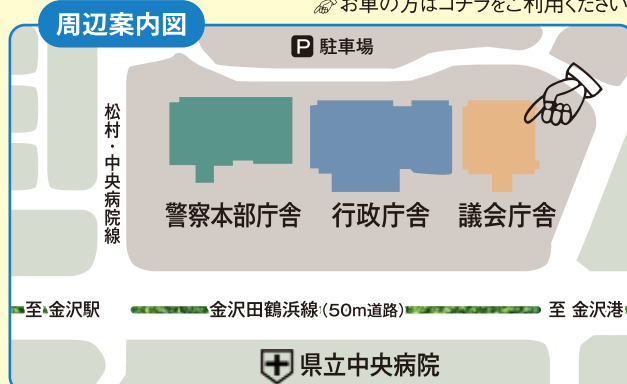 お車の方はコチラをご利用ください
周辺案内図
P 駐車場
松村・中央病院線
警察本部庁舎
行政庁舎
議会庁舎
至 金沢駅
金沢田鶴浜線(50m道路)
至 金沢港
県立中央病院